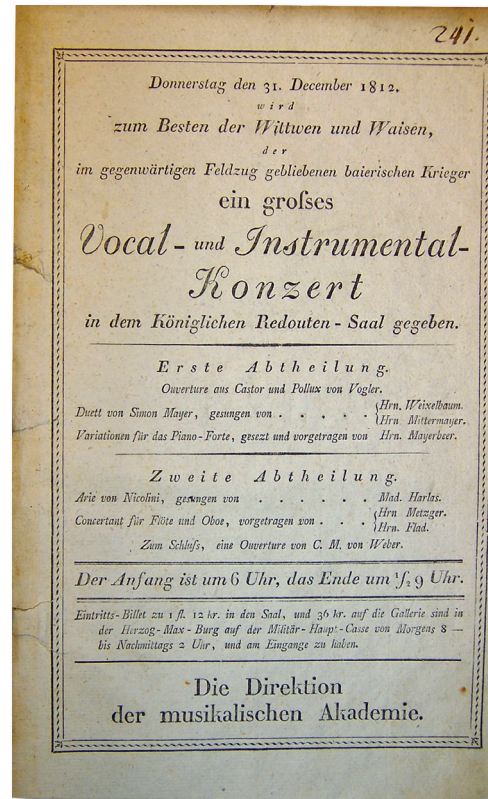 241.
Donnerstag den 31. December 1812.
wird
zum Besten der Wittwen und Waisen,
der
im gegenwärtigen Feldzug gebliebenen baierischen Krieger
ein großes
Vocal- und Instrumental-
Konzert
in dem Königlichen Redouten-Saal gegeben.
Erste Abtheilung.
Ouverture aus Castor und Pollux von Vogler.
Duett von Simon Mayer, gesungen von . . . . . {Hrn. Weixelbaum.
{Hrn Mittermayer.
Variationen für das Piano-Forte, gesezt und vorgetragen von Hrn. Mayerbeer.
Zweite Abtheilung.
Arie von Nicolini, gesungen von . . . . . . Mad. Harlas.
Concertant für Flöte und Oboe, vorgetragen von . . . {Hrn Metzger.
}Hrn. Flad.
Zum Schluſs, eine Ouverture von C. M. von Weber.
Der Anfang ist um 6 Uhr, das Ende um ½ 9 Uhr.
Eintritts-Billet zu 1 fl. 12 kr. in den Saal, und 36 kr. auf die Gallerie sind in
der Herzog-Max-Burg auf der Militär-Haupt-Casse von Morgens 8 —
bis Nachmittags 2 Uhr, und am Eingange zu haben.
Die Direktion
der musikalischen Akademie.